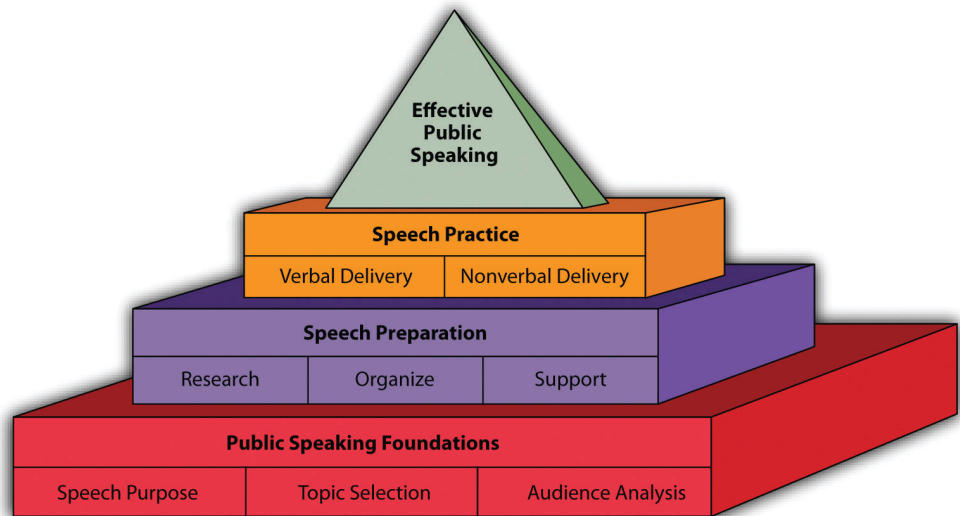 Effective
Public
Speaking
Speech Practice
Verbal Delivery
Nonverbal Delivery
Speech Preparation
Research
Organize
Support
Public Speaking Foundations
Speech Purpose
Topic Selection
Audience Analysis